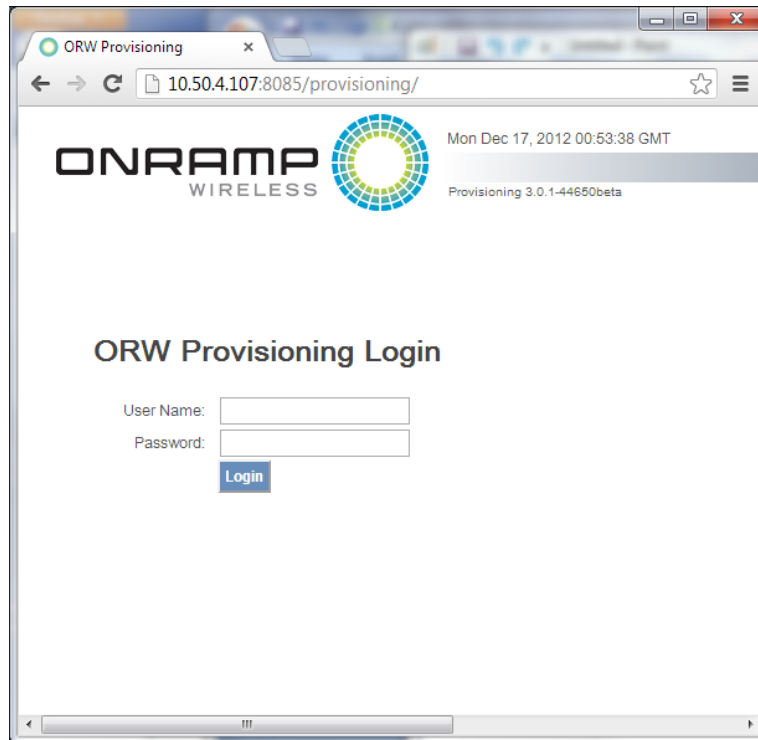 ORW Provisioning
10.50.4.107:8085/provisioning/
ONRAMP
WIRELESS
Mon Dec 17, 2012 00:53:38 GMT
Provisioning 3.0.1-44650beta
ORW Provisioning Login
User Name:
Password:
Login